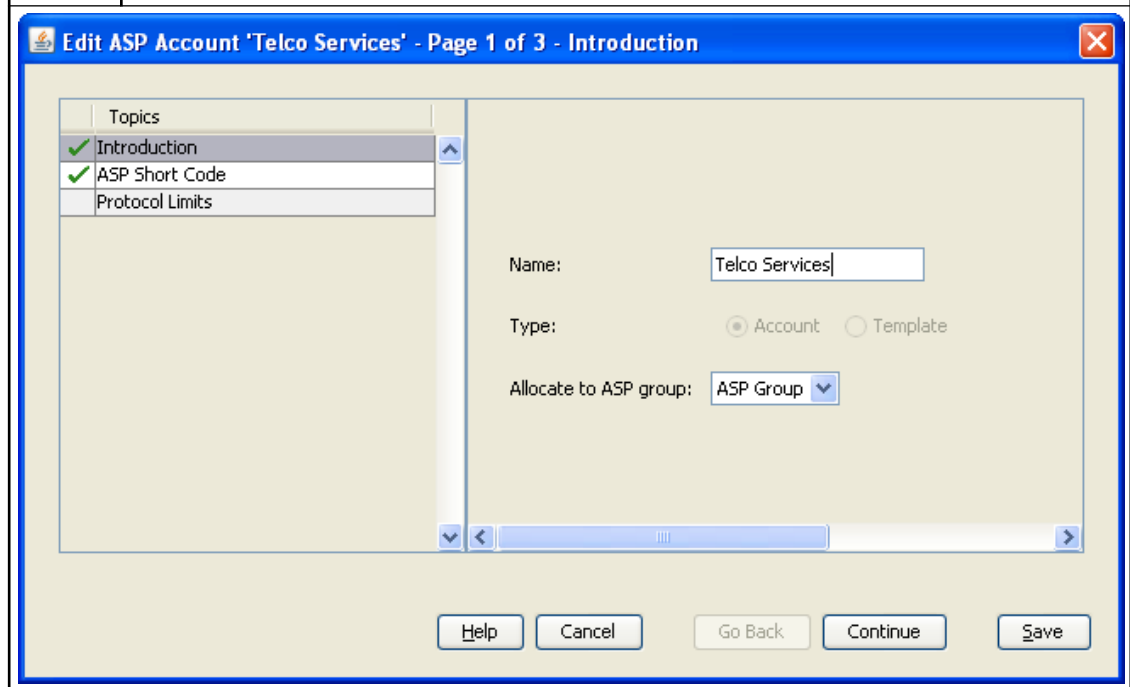 Edit ASP Account 'Telco Services' - Page 1 of 3 - Introduction
Topics
Introduction
ASP Short Code
Protocol Limits
Name: Telco Services
Type: Account Template
Allocate to ASP group: ASP Group
Help Cancel Go Back Continue Save